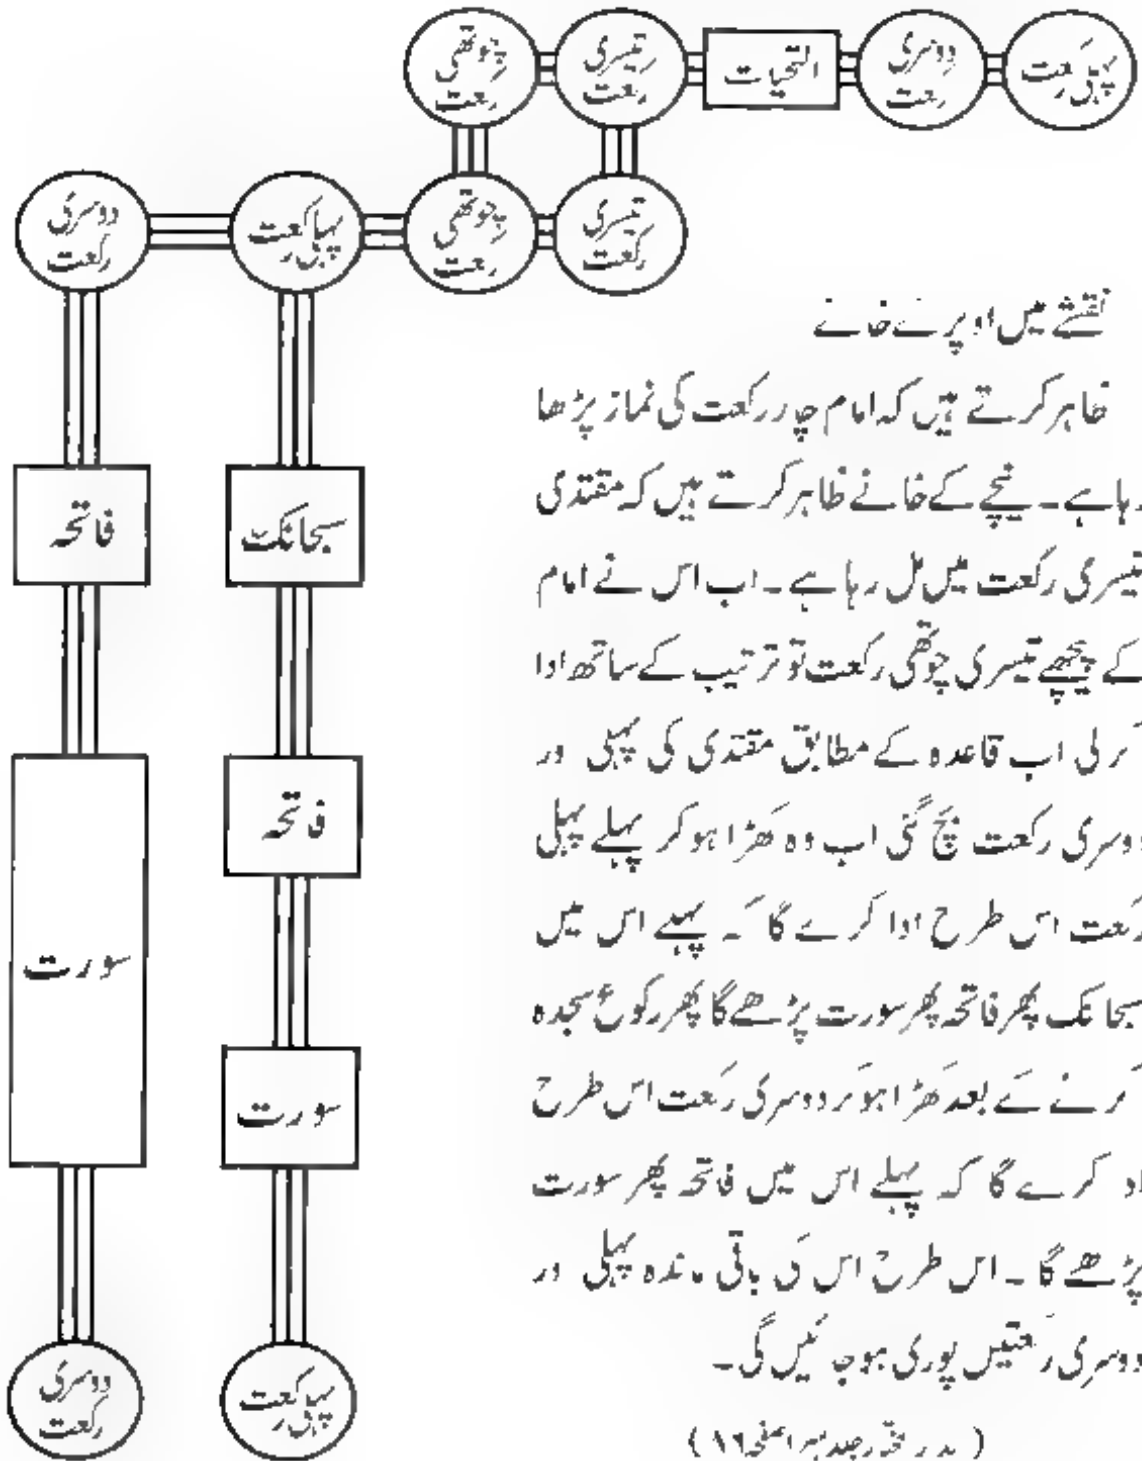 پہلی رکعت
دوسری رکعت
التحیات
تیسری رکعت
چوتھی رکعت
تیسری رکعت
چوتھی رکعت
پہلی رکعت
دوسری رکعت
نقشے میں اوپر کے خانے
ظاہر کرتے ہیں کہ امام چار رکعت کی نماز پڑھا
رہا ہے۔ نیچے کے خانے ظاہر کرتے ہیں کہ مقتدی
تیسری رکعت میں مل رہا ہے۔ اب اس نے امام
کے پیچھے تیسری چوتھی رکعت تو ترتیب کے ساتھ ادا
کر لی اب قاعدہ کے مطابق مقتدی کی پہلی اور
دوسری رکعت بچ گئی اب وہ کھڑا ہو کر پہلے پہلی
رکعت اس طرح ادا کرے گا کہ پہلے اس میں
سبحانک پھر فاتحہ پھر سورت پڑھے گا پھر رکوع سجدہ
کرنے کے بعد کھڑا ہو کر دوسری رکعت اس طرح
ادا کرے گا کہ پہلے اس میں فاتحہ پھر سورت
پڑھے گا۔ اس طرح اس کی باقی ماندہ پہلی اور
دوسری رکعتیں پوری ہو جائیں گی۔
سبحانک
فاتحہ
سورت
پہلی رکعت
فاتحہ
سورت
دوسری رکعت